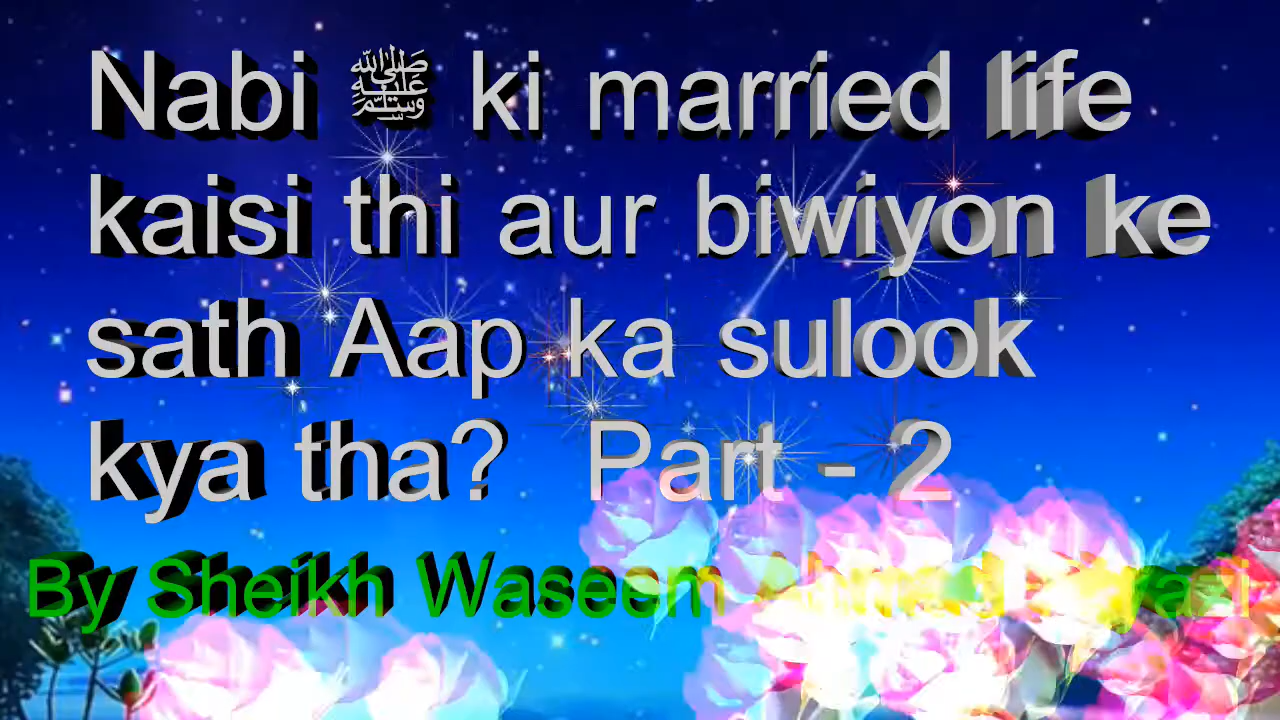 Nabi ﷺ ki married life
kaisi thi aur biwiyon ke
sath Aap ka sulook
kya tha? Part - 2
By Sheikh Waseem